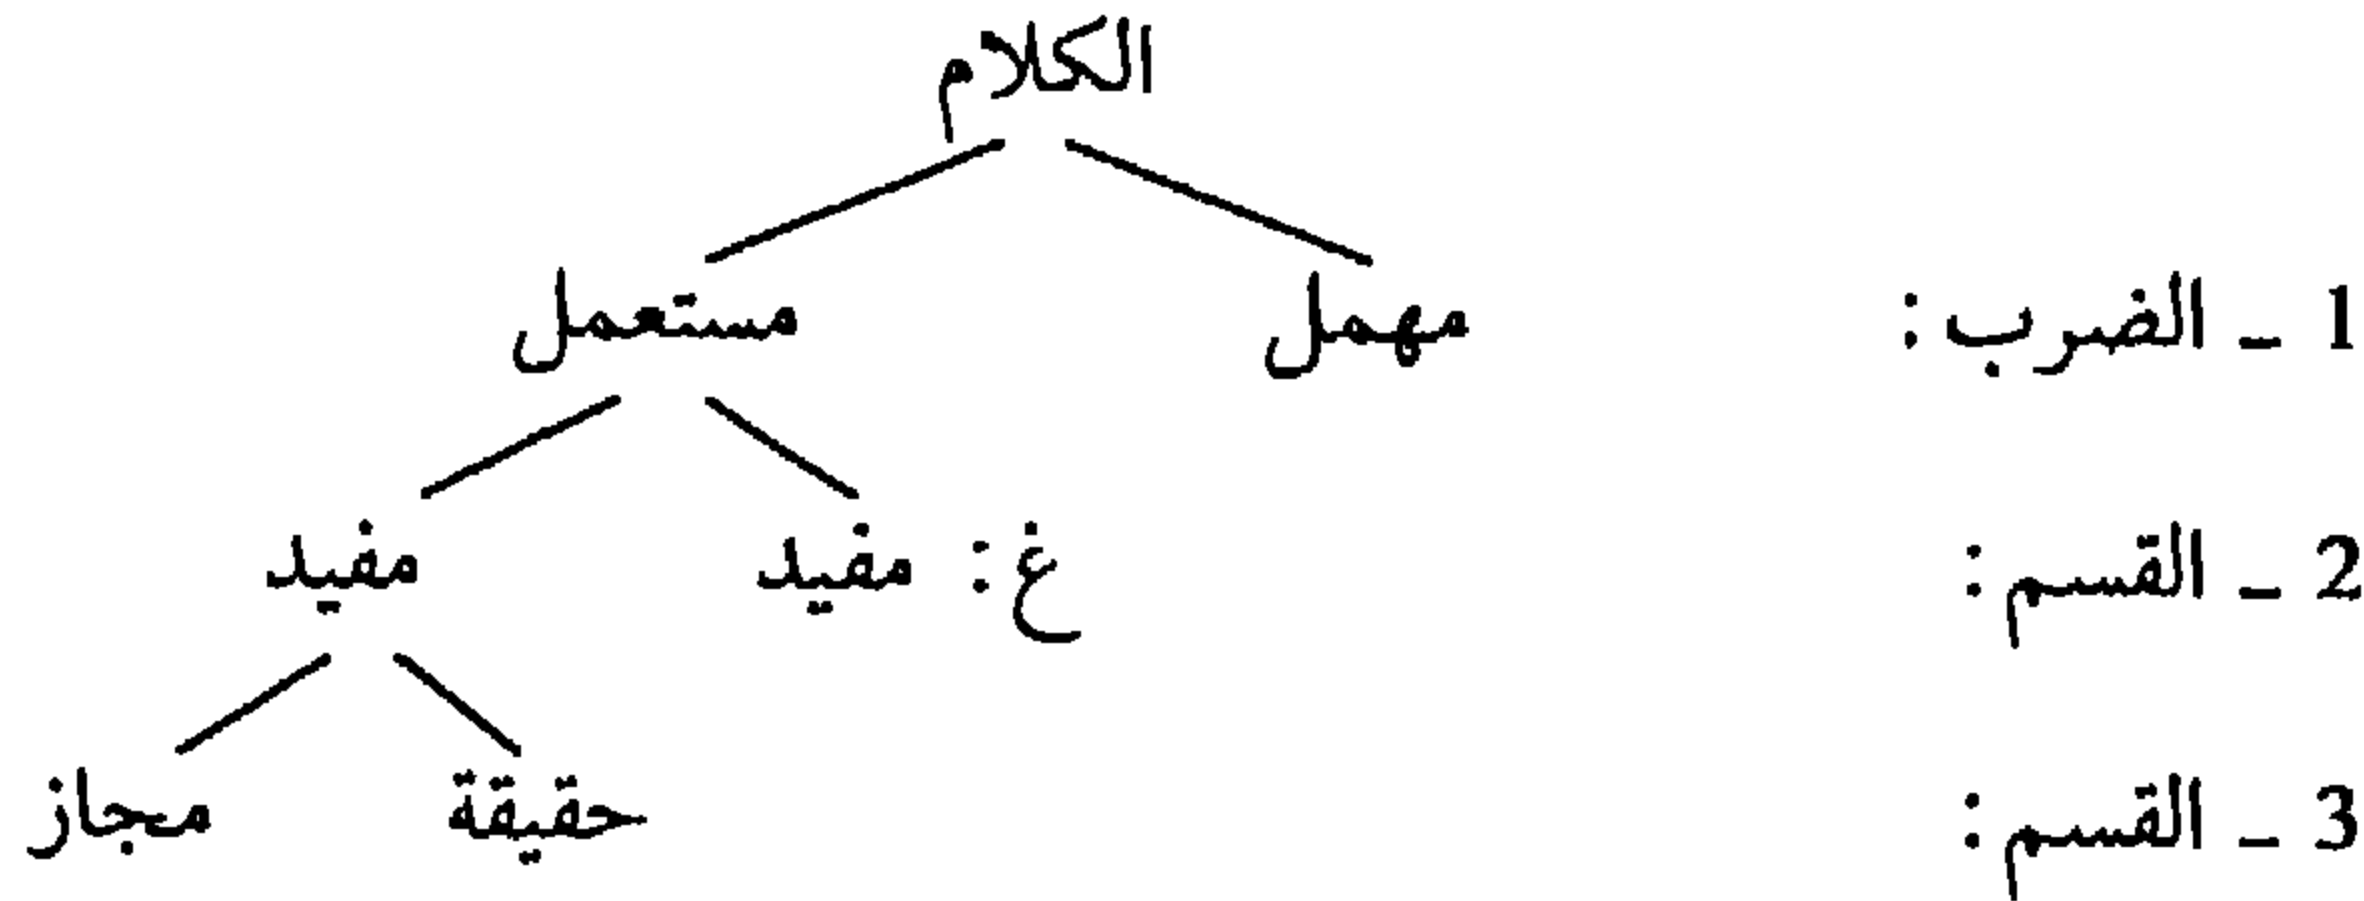 الكلام
1 ـ الضرب : مهمل مستعمل
2 ـ القسم : غ : مفيد مفيد
3 ـ القسم : حقيقة مجاز